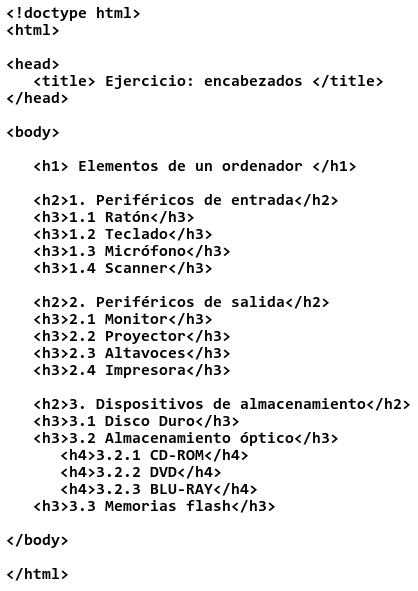 <!doctype html>
<html>
<head>
<title> Ejercicio: encabezados </title>
</head>
<body>
<h1> Elementos de un ordenador </h1>
<h2>1. Periféricos de entrada</h2>
<h3>1.1 Ratón</h3>
<h3>1.2 Teclado</h3>
<h3>1.3 Micrófono</h3>
<h3>1.4 Scanner</h3>
<h2>2. Periféricos de salida</h2>
<h3>2.1 Monitor</h3>
<h3>2.2 Proyector</h3>
<h3>2.3 Altavoces</h3>
<h3>2.4 Impresora</h3>
<h2>3. Dispositivos de almacenamiento</h2>
<h3>3.1 Disco Duro</h3>
<h3>3.2 Almacenamiento óptico</h3>
<h4>3.2.1 CD-ROM</h4>
<h4>3.2.2 DVD</h4>
<h4>3.2.3 BLU-RAY</h4>
<h3>3.3 Memorias flash</h3>
</body>
</html>